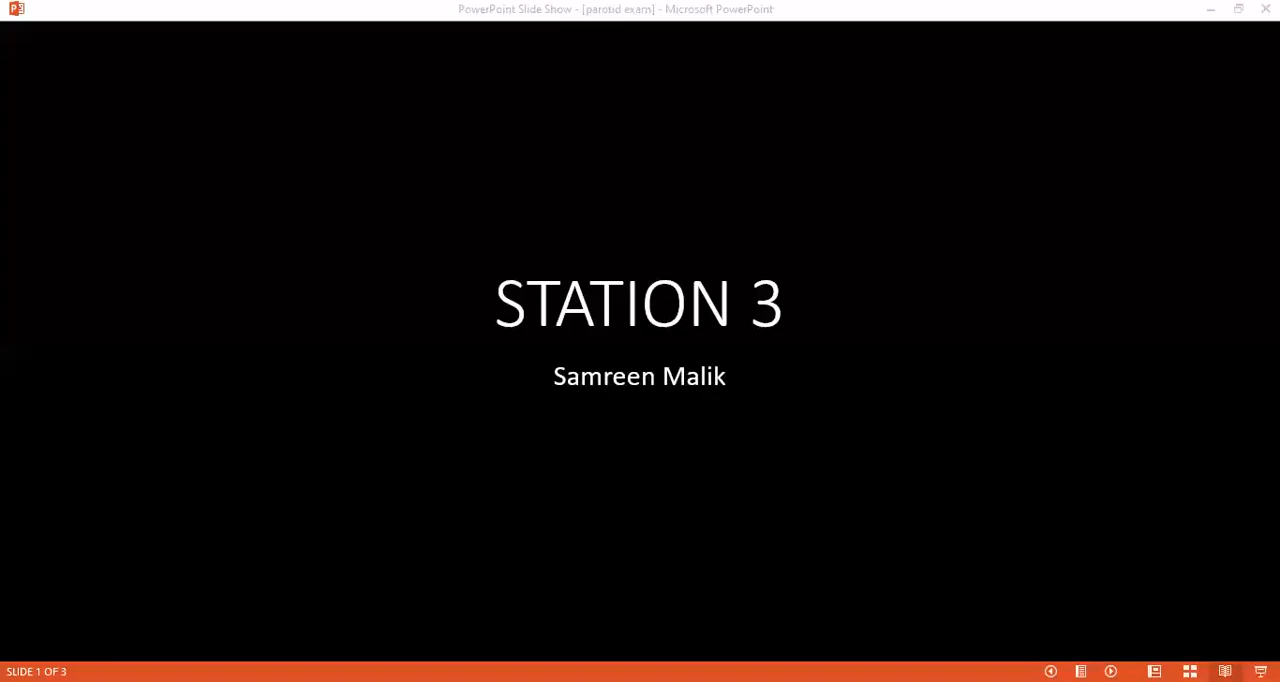 PowerPoint Slide Show - [parotid exam] - Microsoft PowerPoint
STATION 3
Samreen Malik
SLIDE 1 OF 3